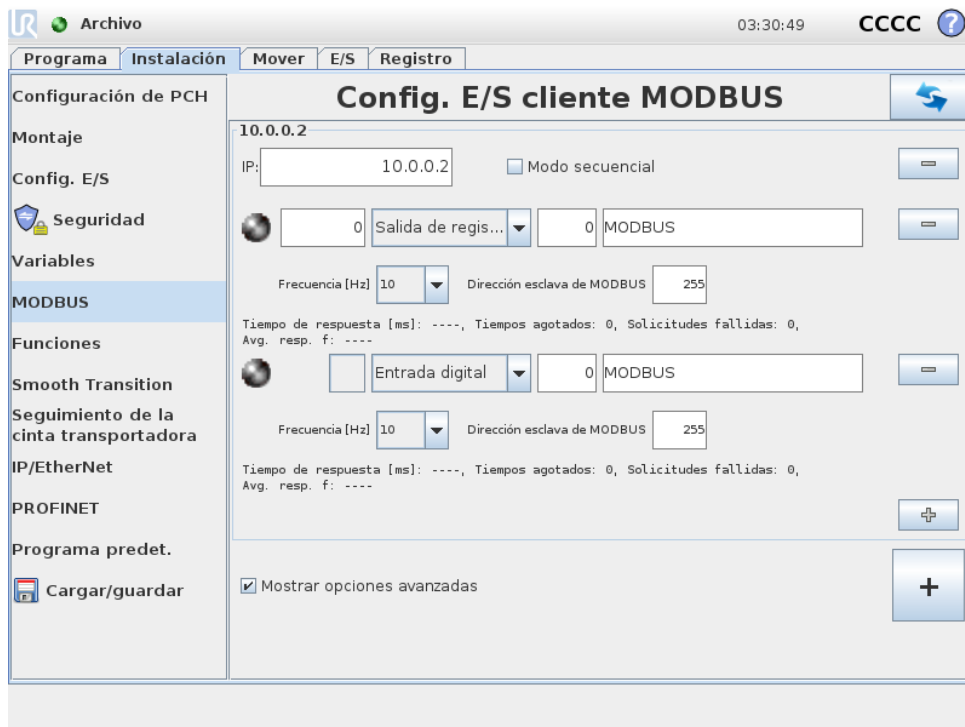 UR Archivo 03:30:49 CCCC ?
Programa Instalación Mover E/S Registro
Configuración de PCH
Montaje
Config. E/S
Seguridad
Variables
MODBUS
Funciones
Smooth Transition
Seguimiento de la
cinta transportadora
IP/EtherNet
PROFINET
Programa predet.
Cargar/guardar
Config. E/S cliente MODBUS
10.0.0.2
IP: 10.0.0.2 Modo secuencial
0 Salida de regis... 0 MODBUS
Frecuencia [Hz] 10 Dirección esclava de MODBUS 255
Tiempo de respuesta [ms]: ----, Tiempos agotados: 0, Solicitudes fallidas: 0,
Avg. resp. f: ----
Entrada digital 0 MODBUS
Frecuencia [Hz] 10 Dirección esclava de MODBUS 255
Tiempo de respuesta [ms]: ----, Tiempos agotados: 0, Solicitudes fallidas: 0,
Avg. resp. f: ----
Mostrar opciones avanzadas